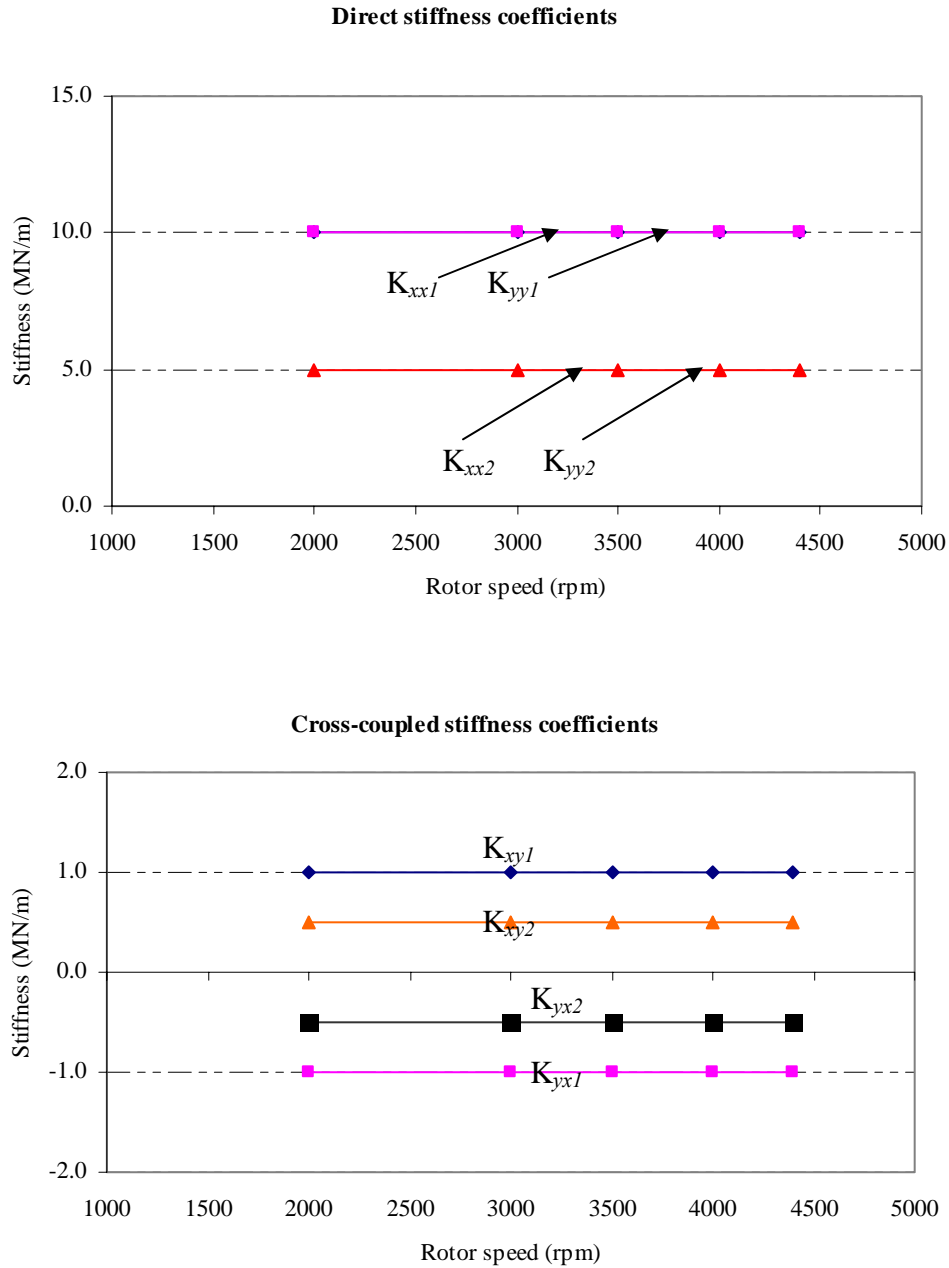 Direct stiffness coefficients
15.0
10.0
5.0
0.0
Stiffness (MN/m)
Kxx1
Kyy1
Kxx2
Kyy2
1000 1500 2000 2500 3000 3500 4000 4500 5000
Rotor speed (rpm)
Cross-coupled stiffness coefficients
2.0
1.0
0.0
-1.0
-2.0
Stiffness (MN/m)
Kxy1
Kxy2
Kyx2
Kyx1
1000 1500 2000 2500 3000 3500 4000 4500 5000
Rotor speed (rpm)